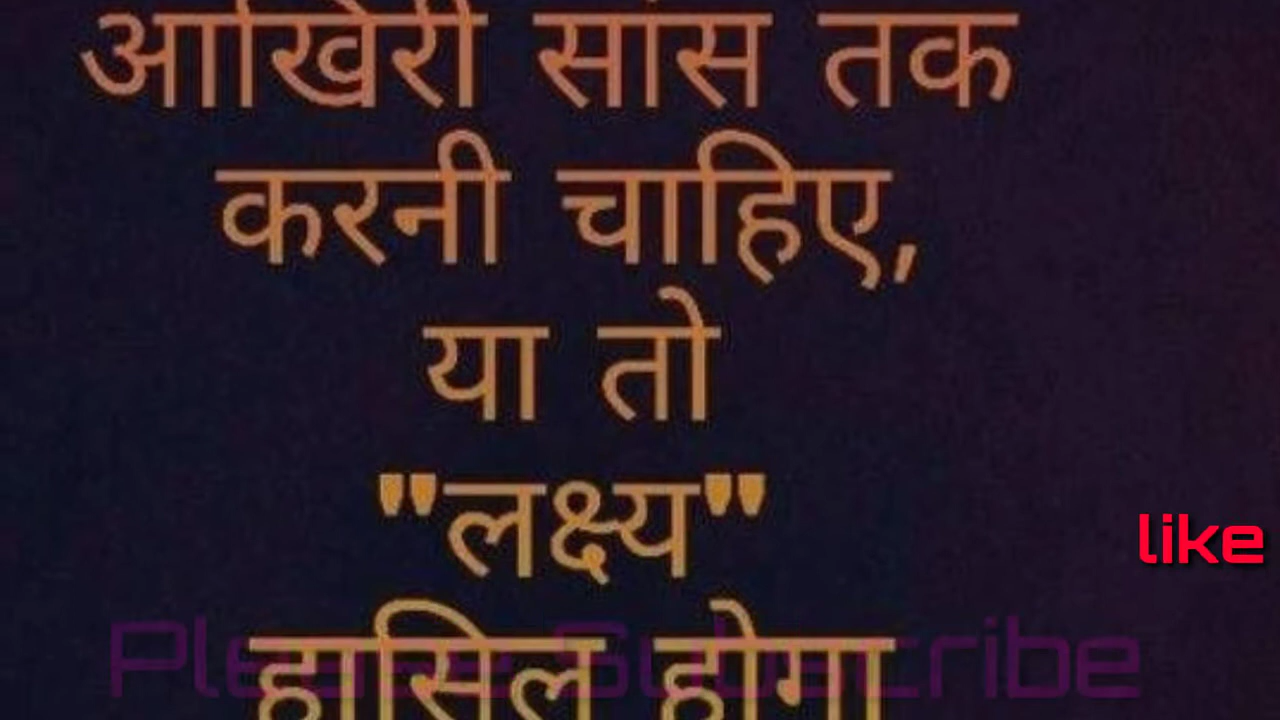 आखिरी सांस तक
करनी चाहिए,
या तो
"लक्ष्य"
like
हासिल होगा
Please Subscribe